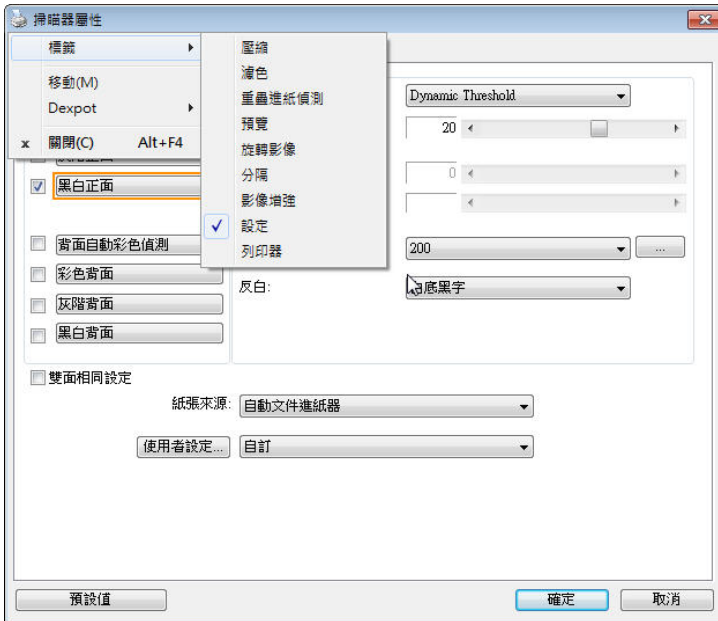 掃瞄器屬性
標籤
移動(M)
Dexpot
x 關閉(C) Alt+F4
壓縮
濾色
重疊進紙偵測
預覽
旋轉影像
分隔
影像增強
設定
列印器
Dynamic Threshold
20
0
黑白正面
背面自動彩色偵測
200
...
彩色背面
反白:
白底黑字
灰階背面
黑白背面
雙面相同設定
紙張來源:
自動文件進紙器
使用者設定...
自訂
預設值
確定
取消